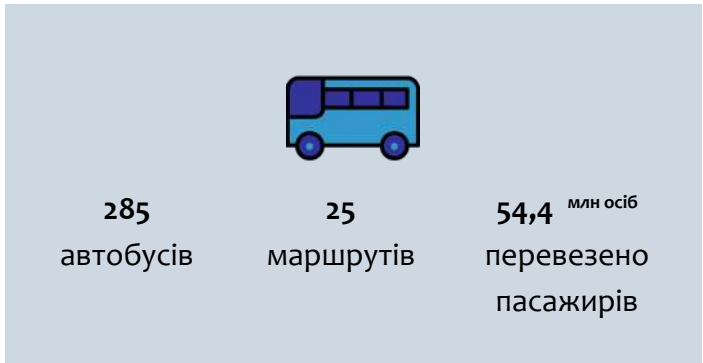 285 25 54,4 млн осіб
автобусів маршрутів перевезено
пасажирів